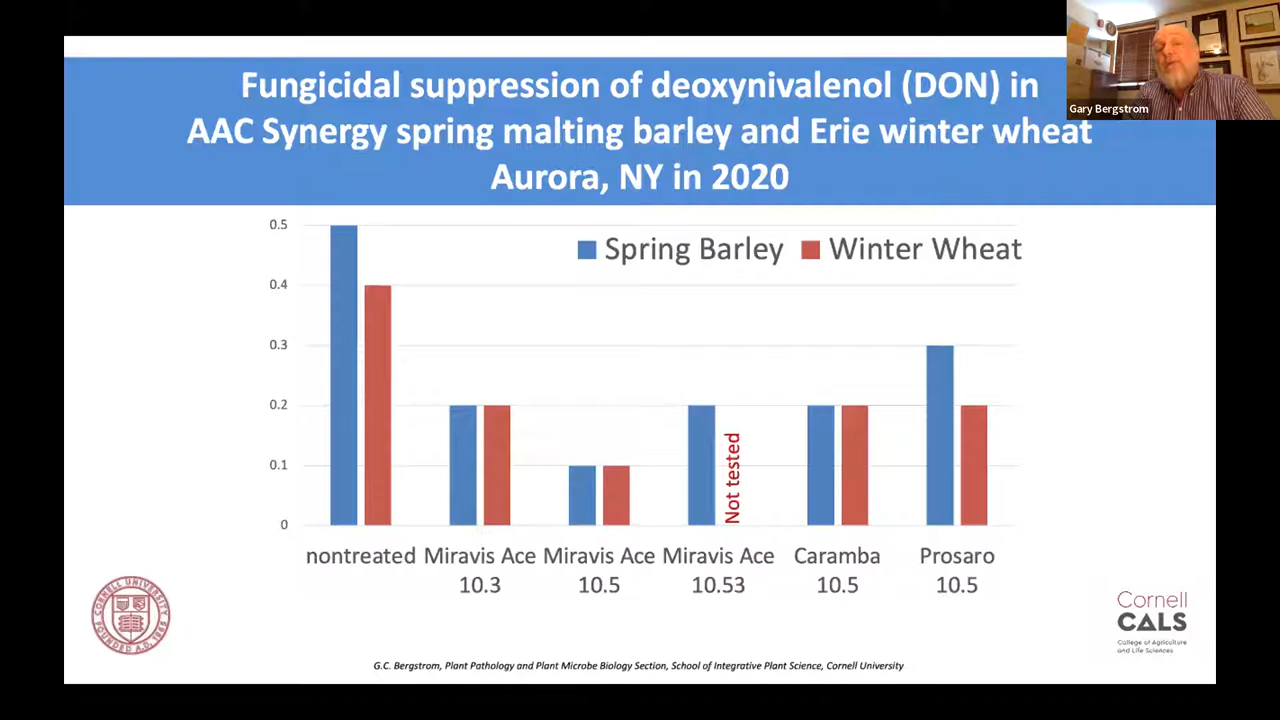 Fungicidal suppression of deoxynivalenol (DON) in
AAC Synergy spring malting barley and Erie winter wheat
Aurora, NY in 2020
Gary Bergstrom
Spring Barley
Winter Wheat
0.5
0.4
0.3
0.2
0.1
0
Not tested
nontreated
Miravis Ace
10.3
Miravis Ace
10.5
Miravis Ace
10.53
Caramba
10.5
Prosaro
10.5
CORNELL UNIVERSITY
FOUNDED A.D. 1865
Cornell
CALS
College of Agriculture
and Life Sciences
G.C. Bergstrom, Plant Pathology and Plant Microbe Biology Section, School of Integrative Plant Science, Cornell University